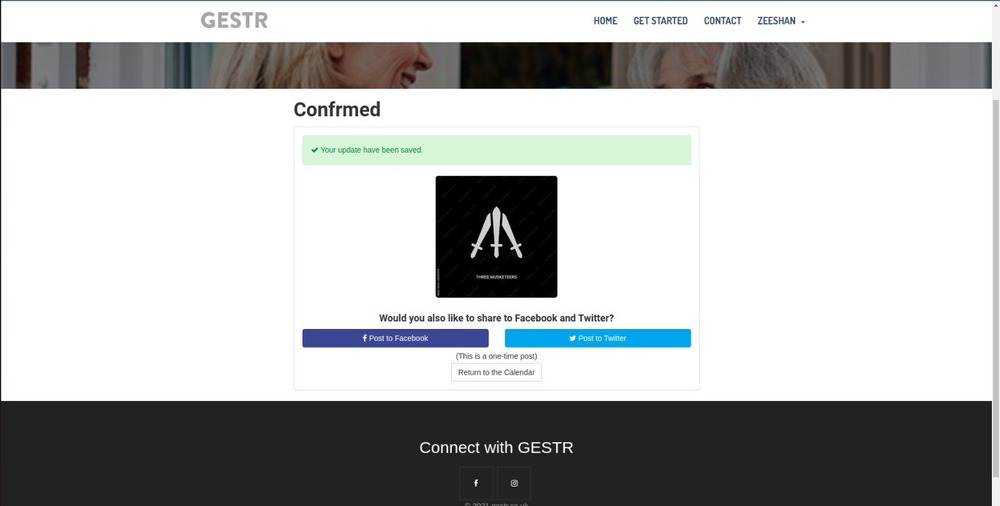 GESTR
HOME GET STARTED CONTACT ZEESHAN
Confrmed
Your update have been saved.
THREE MUSKETEERS
Would you also like to share to Facebook and Twitter?
Post to Facebook Post to Twitter
(This is a one-time post)
Return to the Calendar
Connect with GESTR
© 2021 gestr.co.uk